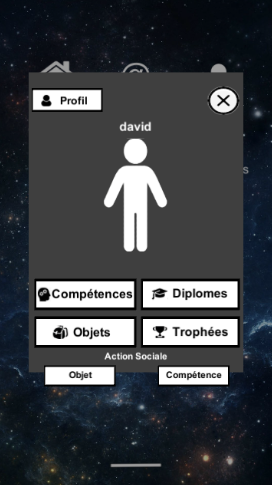 @
Profil
david
Compétences
Diplomes
Objets
Trophées
Action Sociale
Objet
Compétence